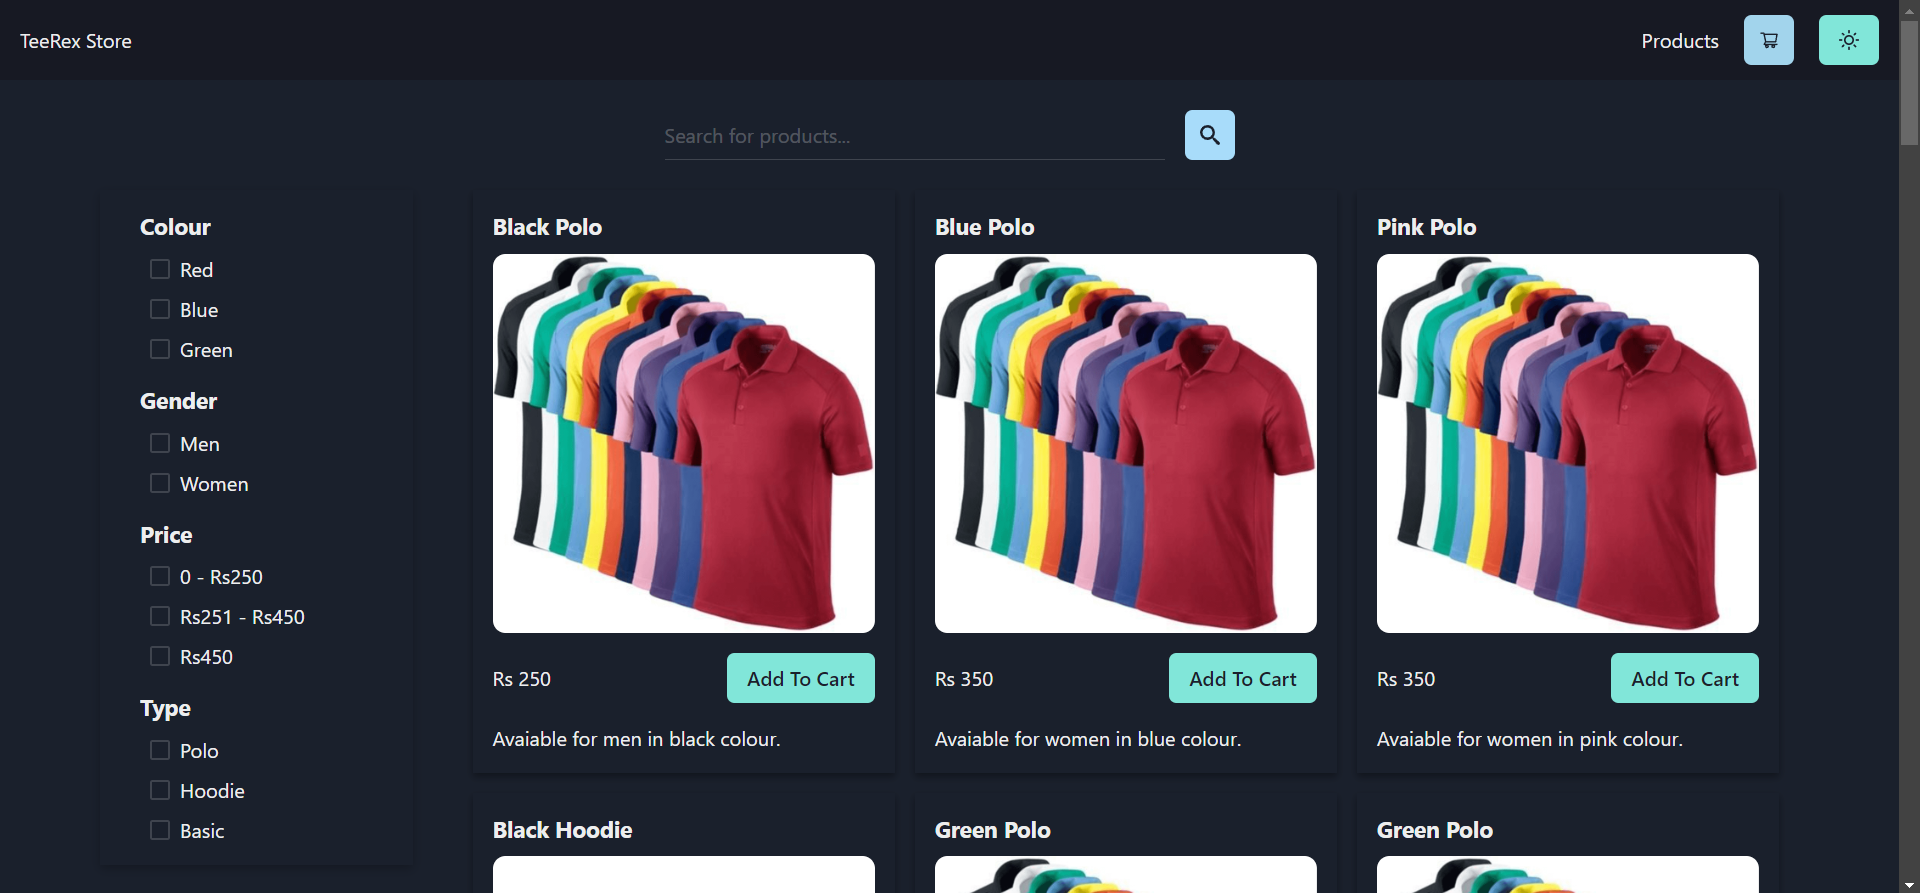 TeeRex Store
Products
Search for products...
Colour
Red
Blue
Green
Gender
Men
Women
Price
0 - Rs250
Rs251 - Rs450
Rs450
Type
Polo
Hoodie
Basic
Black Polo
Rs 250
Add To Cart
Avaiable for men in black colour.
Blue Polo
Rs 350
Add To Cart
Avaiable for women in blue colour.
Pink Polo
Rs 350
Add To Cart
Avaiable for women in pink colour.
Black Hoodie
Green Polo
Green Polo